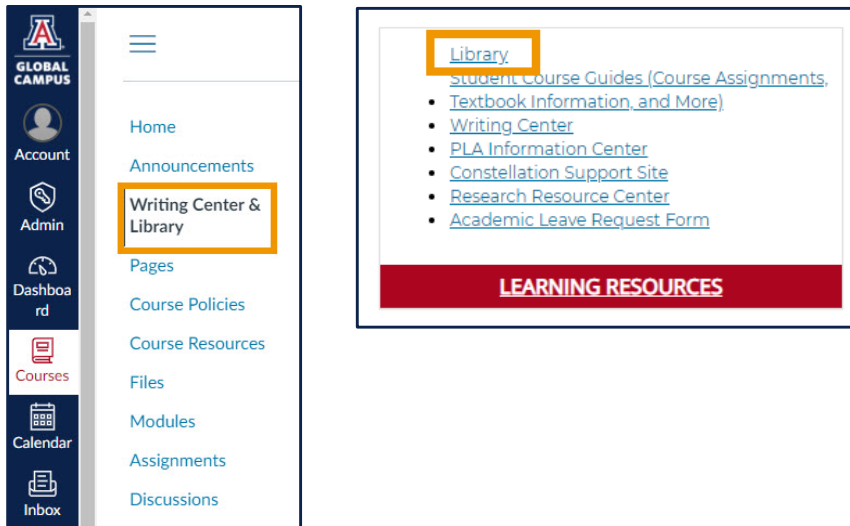 A
GLOBAL
CAMPUS
Account
Admin
Dashboa
rd
Courses
Calendar
Inbox
Home
Announcements
Writing Center &
Library
Pages
Course Policies
Course Resources
Files
Modules
Assignments
Discussions
Library
Student Course Guides (Course Assignments,
Textbook Information, and More)
Writing Center
PLA Information Center
Constellation Support Site
Research Resource Center
Academic Leave Request Form
LEARNING RESOURCES